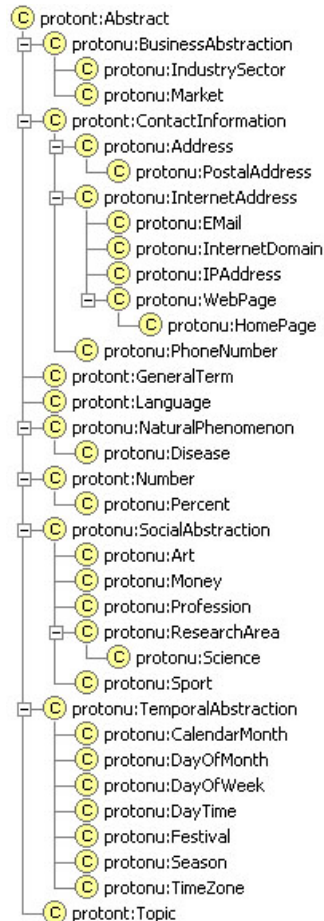 C protont:Abstract
C protonu:BusinessAbstraction
C protonu:IndustrySector
C protonu:Market
C protont:ContactInformation
C protonu:Address
C protonu:PostalAddress
C protonu:InternetAddress
C protonu:EMail
C protonu:InternetDomain
C protonu:IPAddress
C protonu:WebPage
C protonu:HomePage
C protonu:PhoneNumber
C protont:GeneralTerm
C protont:Language
C protonu:NaturalPhenomenon
C protonu:Disease
C protont:Number
C protonu:Percent
C protonu:SocialAbstraction
C protonu:Art
C protonu:Money
C protonu:Profession
C protonu:ResearchArea
C protonu:Science
C protonu:Sport
C protonu:TemporalAbstraction
C protonu:CalendarMonth
C protonu:DayOfMonth
C protonu:DayOfWeek
C protonu:DayTime
C protonu:Festival
C protonu:Season
C protonu:TimeZone
C protont:Topic